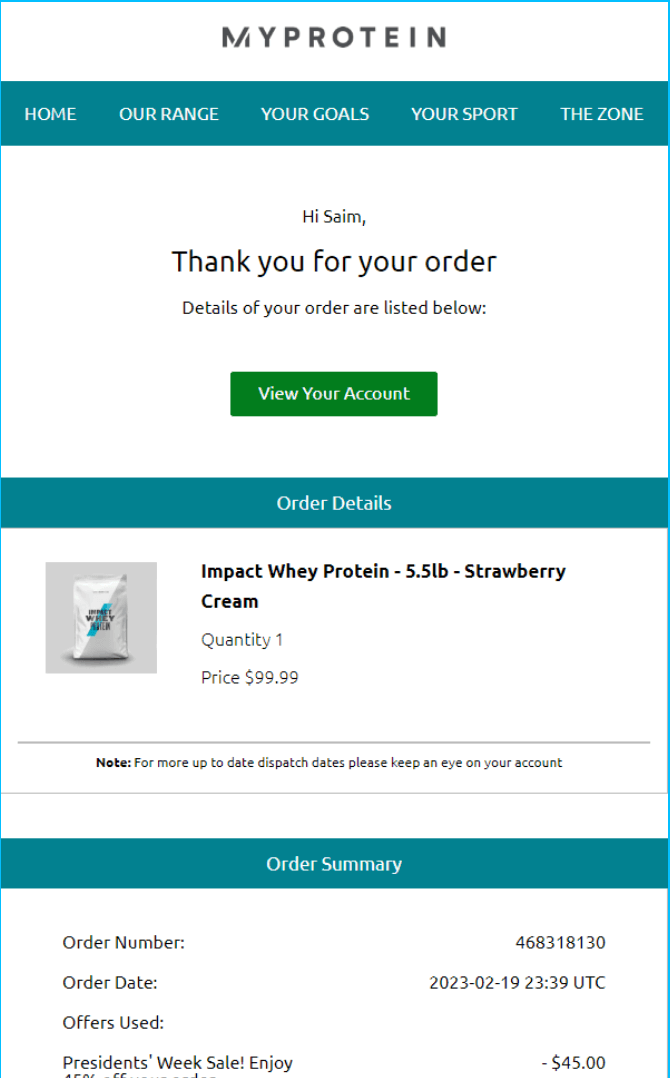 MYPROTEIN
HOME OUR RANGE YOUR GOALS YOUR SPORT THE ZONE
Hi Saim,
Thank you for your order
Details of your order are listed below:
View Your Account
Order Details
IMPACT
WHEY
PROTEIN
Impact Whey Protein - 5.5lb - Strawberry
Cream
Quantity 1
Price $99.99
Note: For more up to date dispatch dates please keep an eye on your account
Order Summary
Order Number: 468318130
Order Date: 2023-02-19 23:39 UTC
Offers Used:
Presidents' Week Sale! Enjoy - $45.00
45% off your order